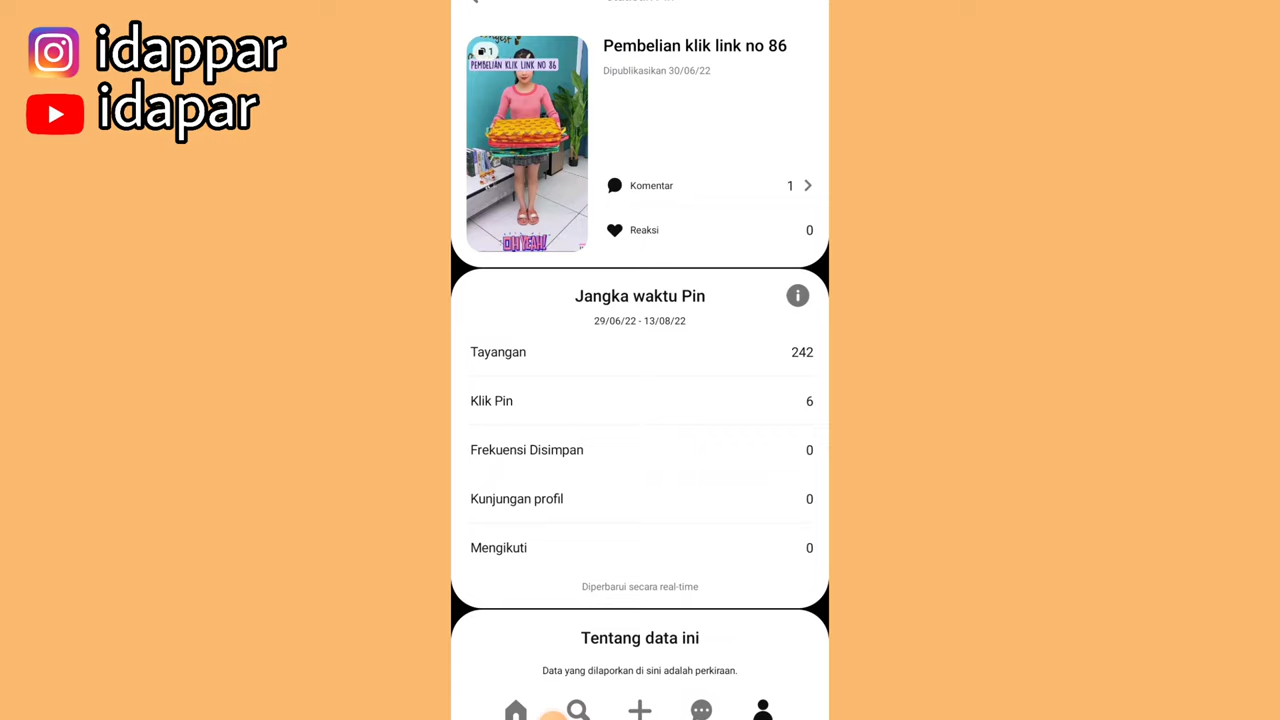 idappar
idapar
1
PEMBELIAN KLIK LINK NO 86
OH YEAH!
Pembelian klik link no 86
Dipublikasikan 30/06/22
Komentar 1
Reaksi 0
Jangka waktu Pin
29/06/22 - 13/08/22
Tayangan 242
Klik Pin 6
Frekuensi Disimpan 0
Kunjungan profil 0
Mengikuti 0
Diperbarui secara real-time
Tentang data ini
Data yang dilaporkan di sini adalah perkiraan.